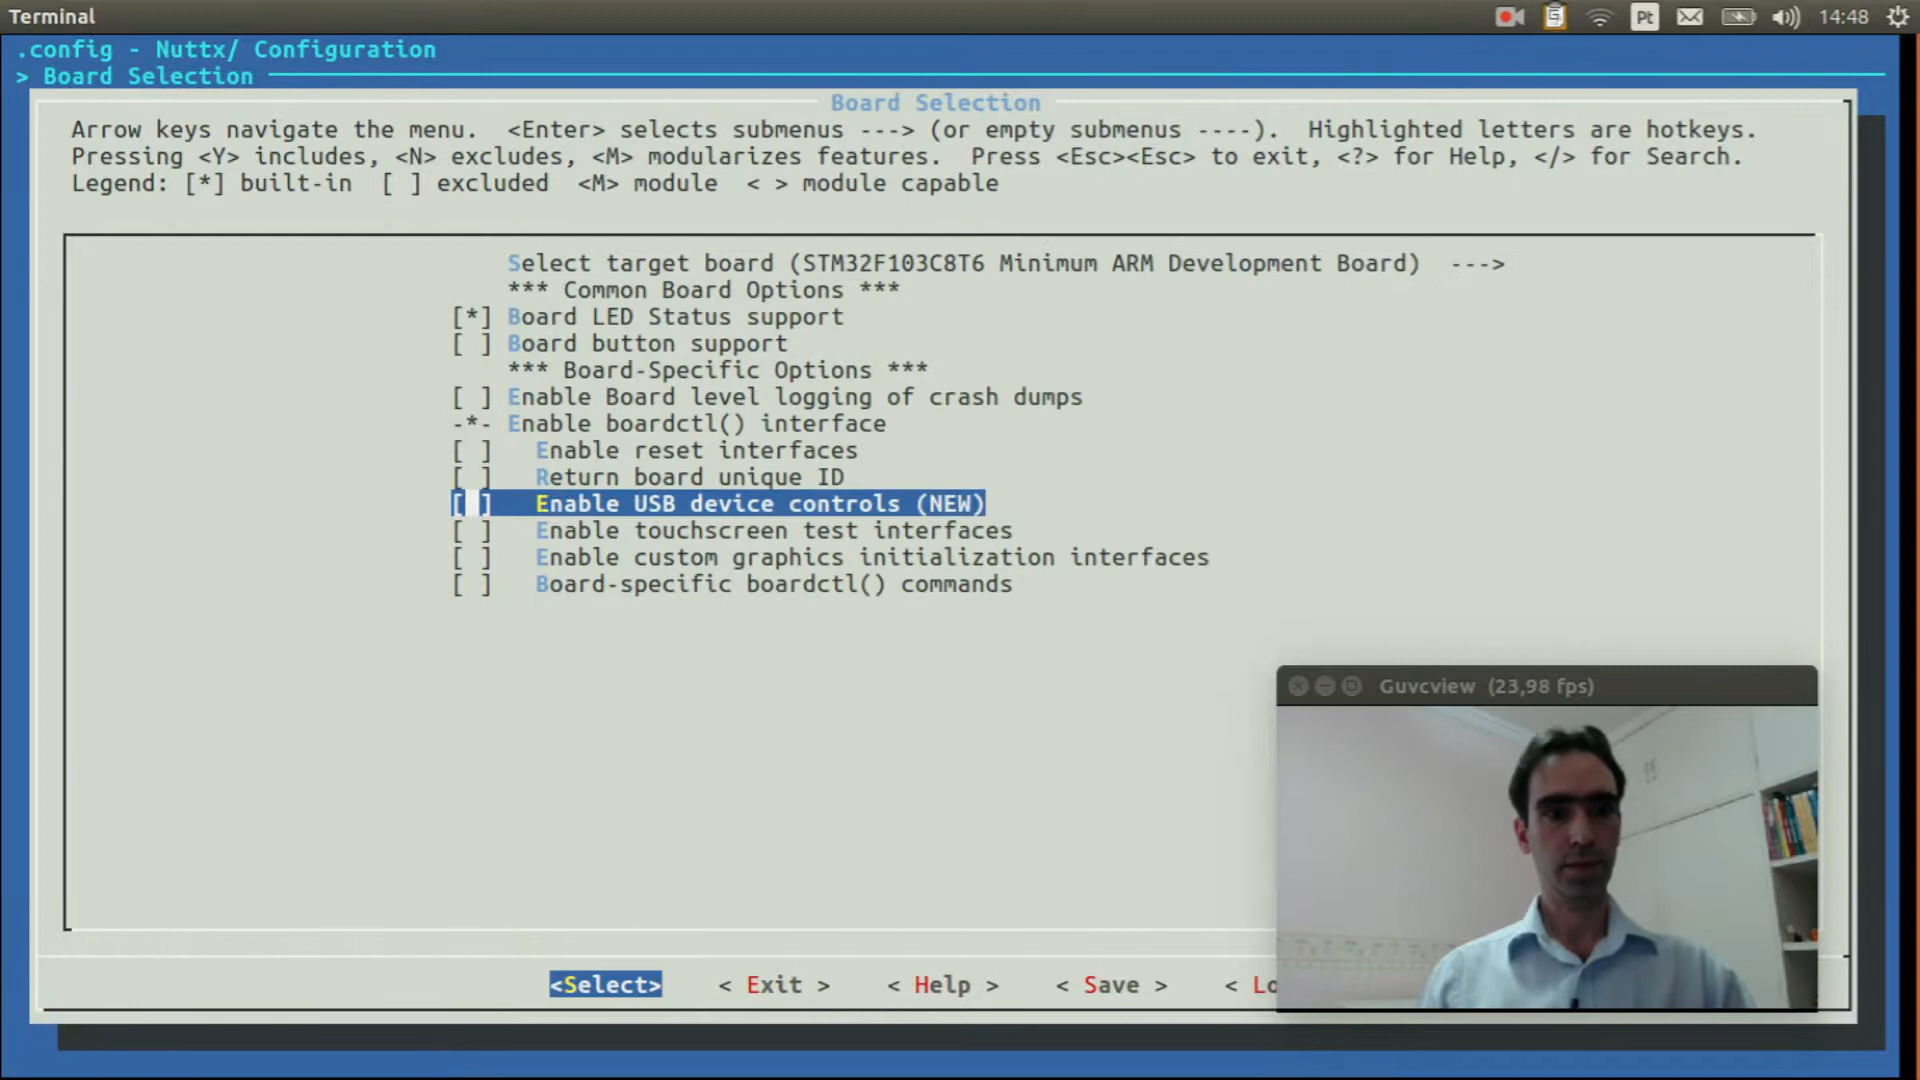 Terminal
Pt
14:48
.config - Nuttx/ Configuration
> Board Selection
Board Selection
Arrow keys navigate the menu.  <Enter> selects submenus ---> (or empty submenus ----).  Highlighted letters are hotkeys.
Pressing <Y> includes, <N> excludes, <M> modularizes features.  Press <Esc><Esc> to exit, <?> for Help, </> for Search.
Legend: [*] built-in  [ ] excluded  <M> module  < > module capable
Select target board (STM32F103C8T6 Minimum ARM Development Board)  --->
*** Common Board Options ***
[*] Board LED Status support
[ ] Board button support
*** Board-Specific Options ***
[ ] Enable Board level logging of crash dumps
-*- Enable boardctl() interface
[ ]   Enable reset interfaces
[ ]   Return board unique ID
[ ]   Enable USB device controls (NEW)
[ ]   Enable touchscreen test interfaces
[ ]   Enable custom graphics initialization interfaces
[ ]   Board-specific boardctl() commands
Guvcview (23,98 fps)
<Select>    < Exit >    < Help >    < Save >    < Lo